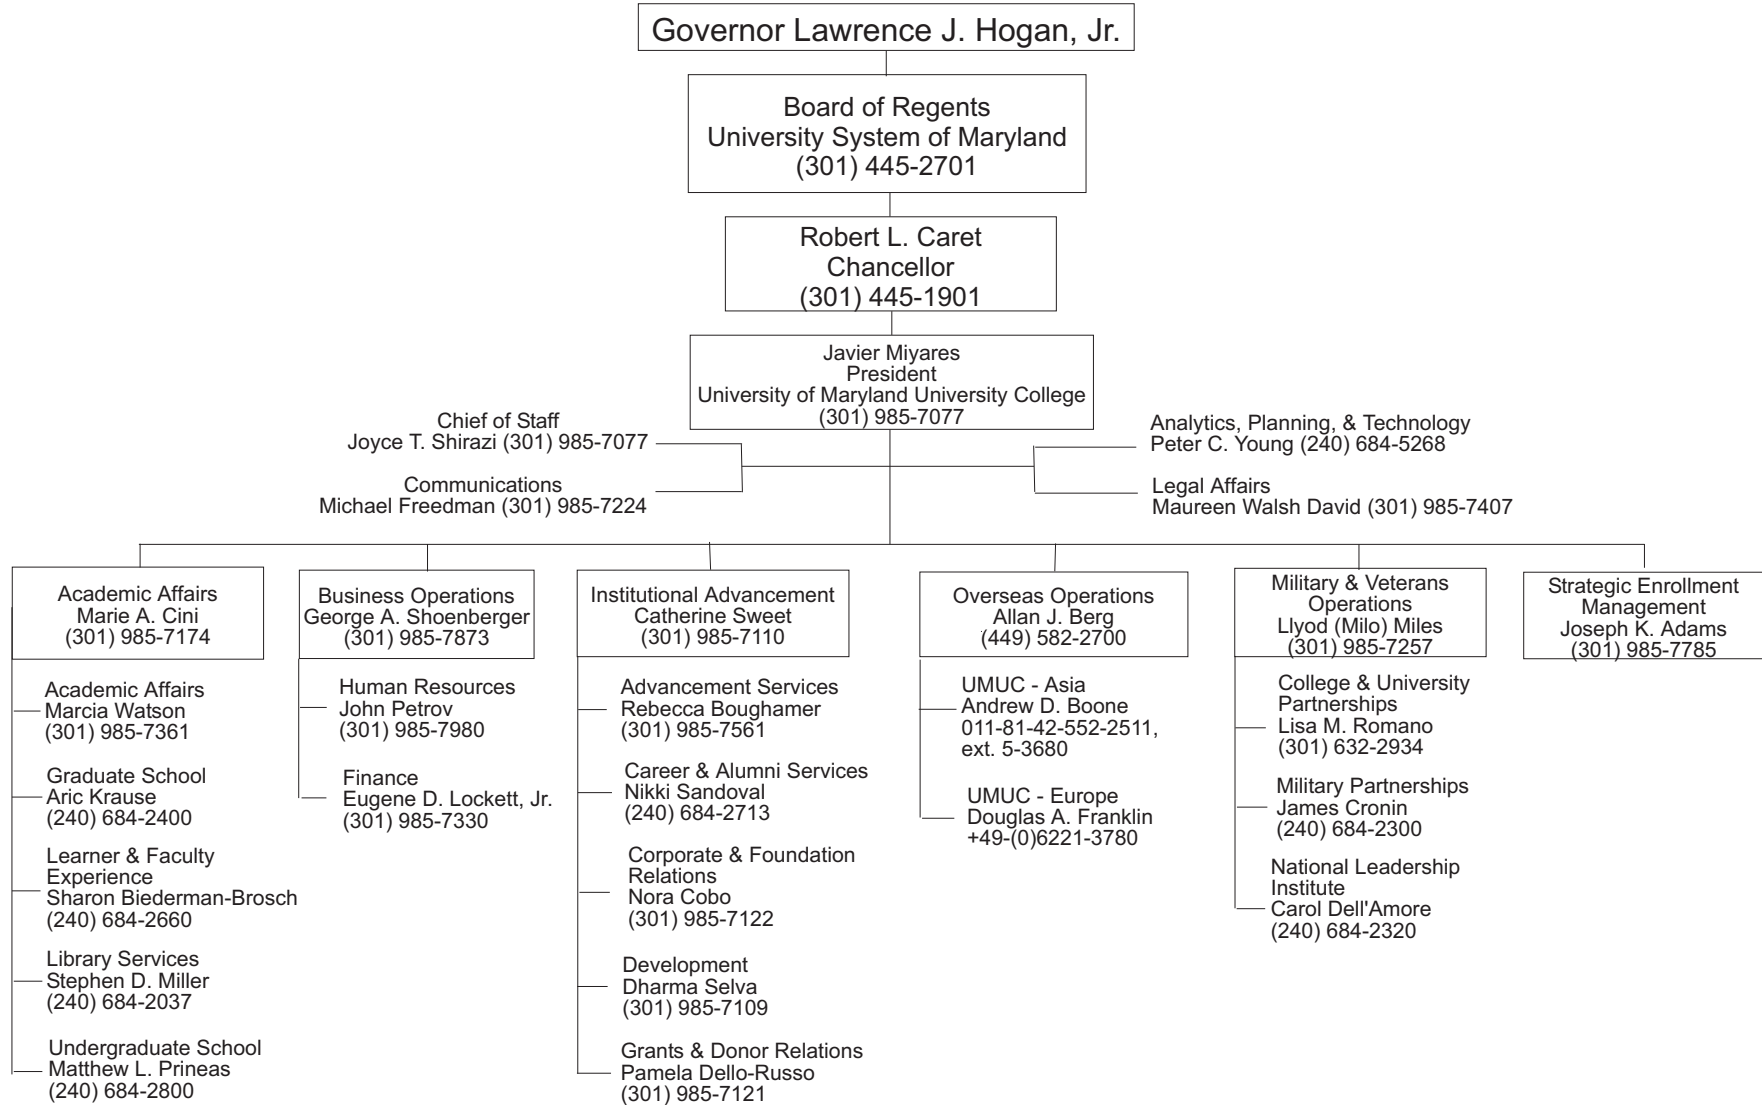 Governor Lawrence J. Hogan, Jr.
Board of Regents
University System of Maryland
(301) 445-2701
Robert L. Caret
Chancellor
(301) 445-1901
Javier Miyares
President
University of Maryland University College
(301) 985-7077
Chief of Staff
Joyce T. Shirazi (301) 985-7077
Communications
Michael Freedman (301) 985-7224
Analytics, Planning, & Technology
Peter C. Young (240) 684-5268
Legal Affairs
Maureen Walsh David (301) 985-7407
Academic Affairs
Marie A. Cini
(301) 985-7174
Academic Affairs
Marcia Watson
(301) 985-7361
Graduate School
Aric Krause
(240) 684-2400
Learner & Faculty
Experience
Sharon Biederman-Brosch
(240) 684-2660
Library Services
Stephen D. Miller
(240) 684-2037
Undergraduate School
Matthew L. Prineas
(240) 684-2800
Business Operations
George A. Shoenberger
(301) 985-7873
Human Resources
John Petrov
(301) 985-7980
Finance
Eugene D. Lockett, Jr.
(301) 985-7330
Institutional Advancement
Catherine Sweet
(301) 985-7110
Advancement Services
Rebecca Boughamer
(301) 985-7561
Career & Alumni Services
Nikki Sandoval
(240) 684-2713
Corporate & Foundation
Relations
Nora Cobo
(301) 985-7122
Development
Dharma Selva
(301) 985-7109
Grants & Donor Relations
Pamela Dello-Russo
(301) 985-7121
Overseas Operations
Allan J. Berg
(449) 582-2700
UMUC - Asia
Andrew D. Boone
011-81-42-552-2511,
ext. 5-3680
UMUC - Europe
Douglas A. Franklin
+49-(0)6221-3780
Military & Veterans
Operations
Llyod (Milo) Miles
(301) 985-7257
College & University
Partnerships
Lisa M. Romano
(301) 632-2934
Military Partnerships
James Cronin
(240) 684-2300
National Leadership
Institute
Carol Dell'Amore
(240) 684-2320
Strategic Enrollment
Management
Joseph K. Adams
(301) 985-7785